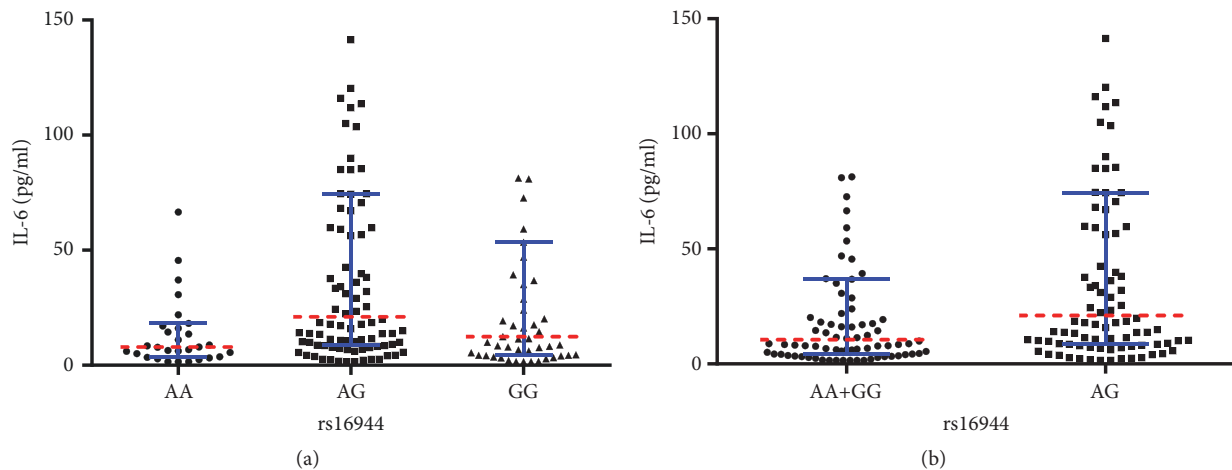 150
100
50
0
IL-6 (pg/ml)
AA AG GG
rs16944
(a)
150
100
50
0
IL-6 (pg/ml)
AA+GG AG
rs16944
(b)